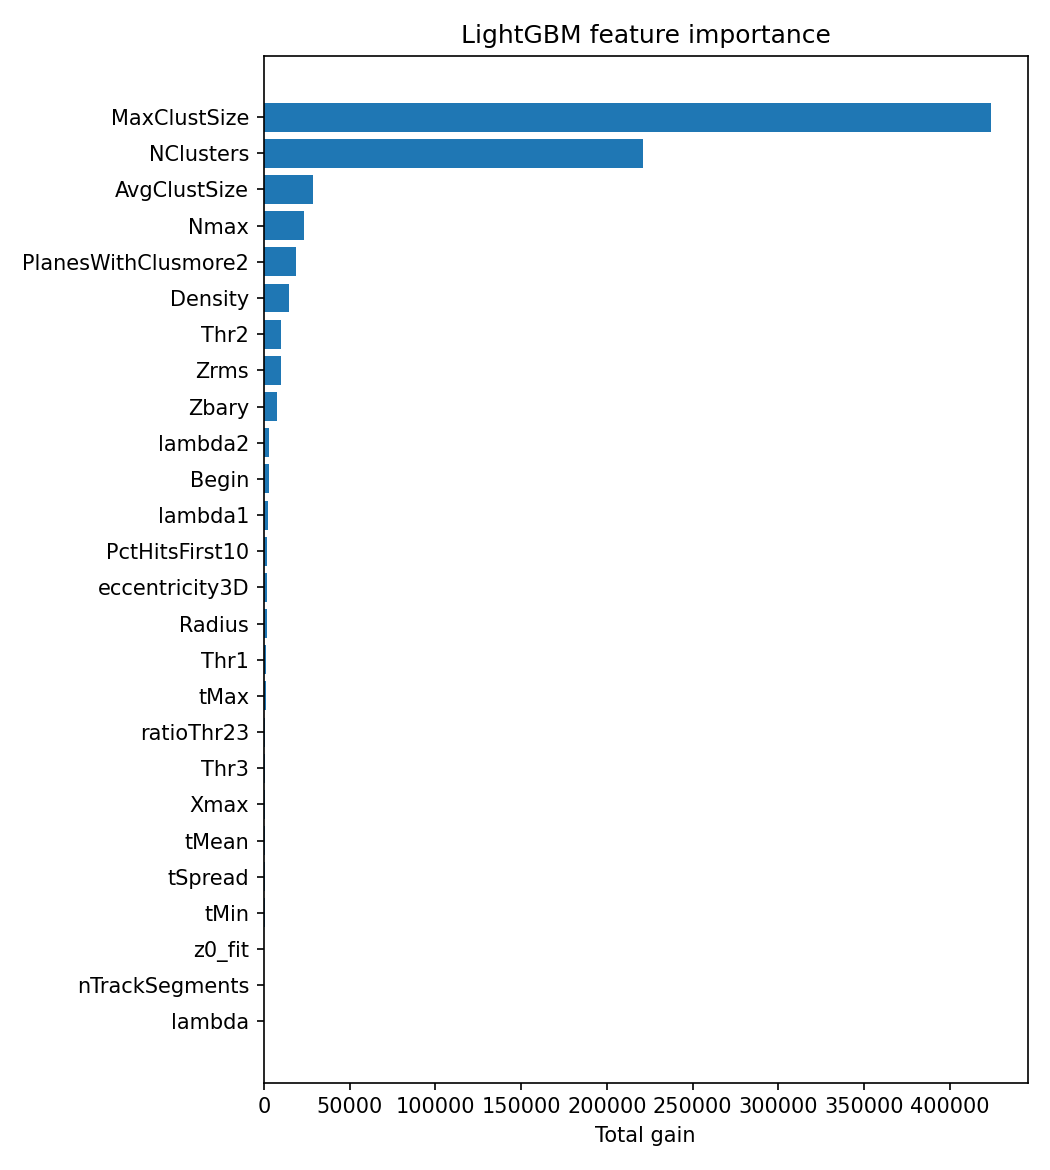 LightGBM feature importance
MaxClustSize
NClusters
AvgClustSize
Nmax
PlanesWithClusmore2
Density
Thr2
Zrms
Zbary
lambda2
Begin
lambda1
PctHitsFirst10
eccentricity3D
Radius
Thr1
tMax
ratioThr23
Thr3
Xmax
tMean
tSpread
tMin
z0_fit
nTrackSegments
lambda
0 50000 100000 150000 200000 250000 300000 350000 400000
Total gain